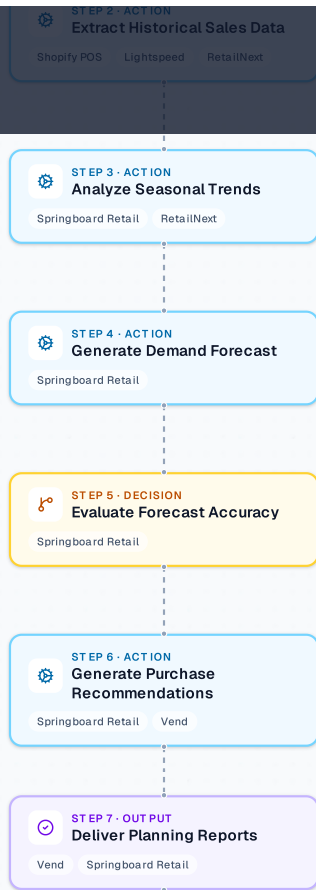 STEP 2 · ACTION
Extract Historical Sales Data
Shopify POS Lightspeed RetailNext
STEP 3 · ACTION
Analyze Seasonal Trends
Springboard Retail RetailNext
STEP 4 · ACTION
Generate Demand Forecast
Springboard Retail
STEP 5 · DECISION
Evaluate Forecast Accuracy
Springboard Retail
STEP 6 · ACTION
Generate Purchase
Recommendations
Springboard Retail Vend
STEP 7 · OUTPUT
Deliver Planning Reports
Vend Springboard Retail